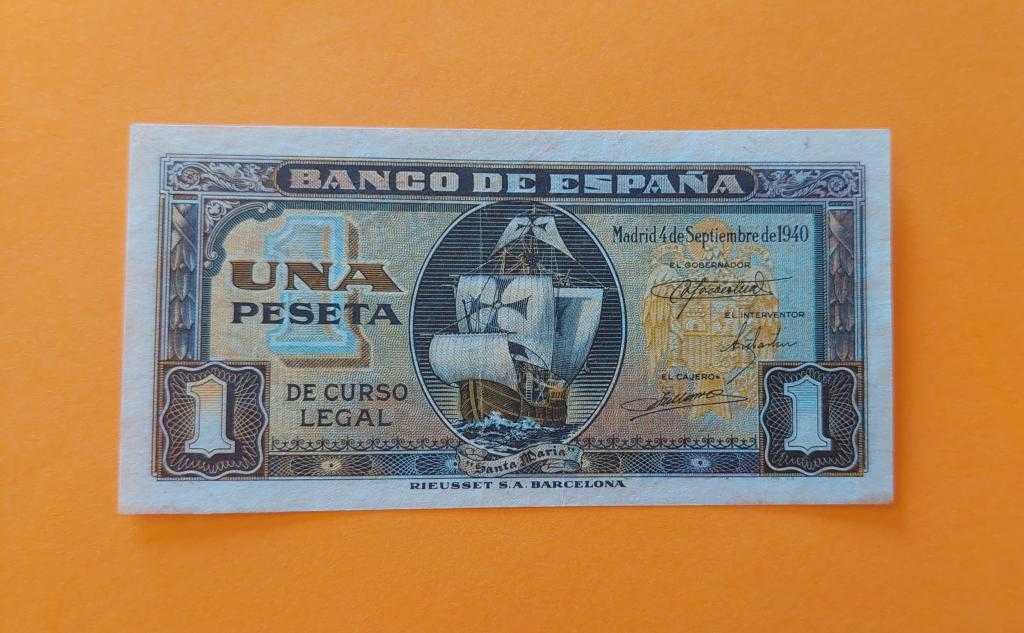 BANCO DE ESPAÑA
Madrid 4 de Septiembre de 1940
EL GOBERNADOR
1
UNA
PESETA
EL INTERVENTOR
EL CAJERO
DE CURSO
LEGAL
1
1
"Santa Maria"
RIEUSSET S.A. BARCELONA